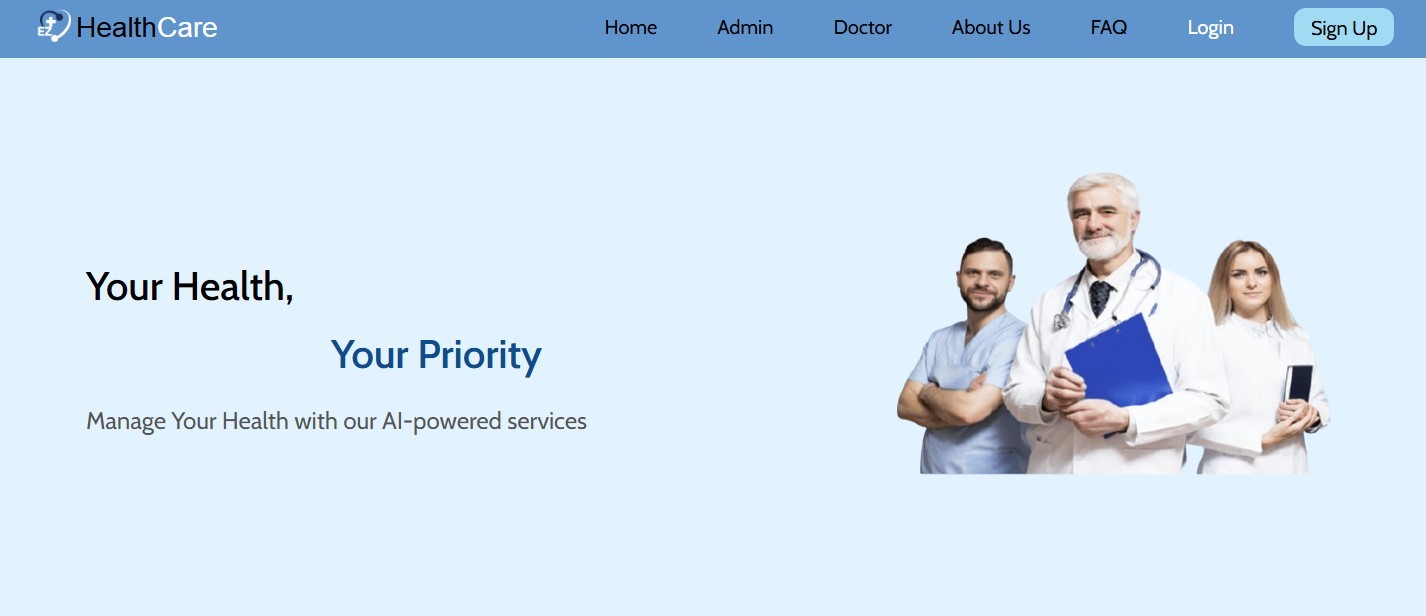 EZ HealthCare
Home Admin Doctor About Us FAQ Login Sign Up
Your Health,
Your Priority
Manage Your Health with our AI-powered services